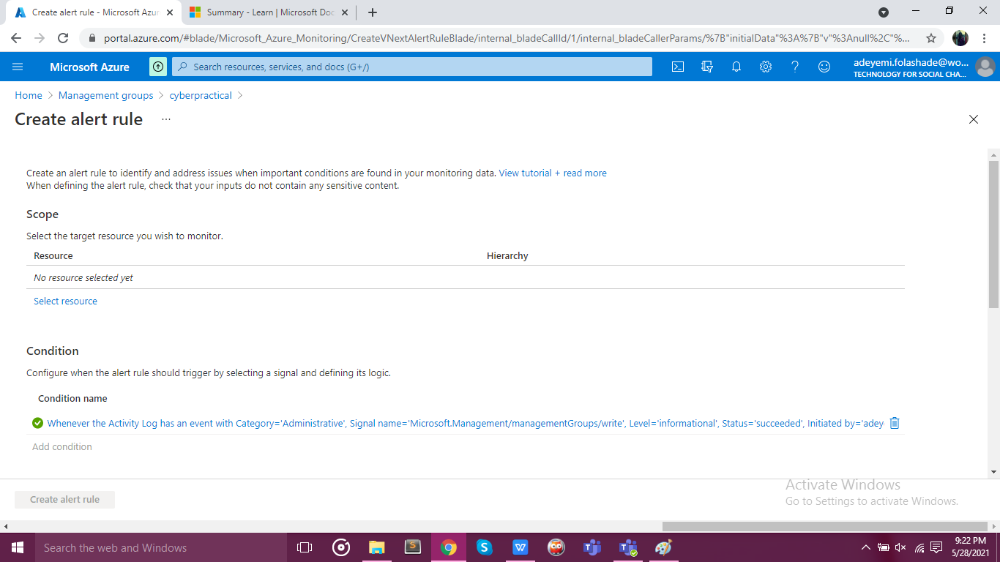 Create alert rule - Microsoft Azur
Summary - Learn | Microsoft Doc
portal.azure.com/#blade/Microsoft_Azure_Monitoring/CreateVNextAlertRuleBlade/internal_bladeCallId/1/internal_bladeCallerParams/%7B"initialData"%3A%7B"v"%3Anull%2C"%...
Microsoft Azure
Search resources, services, and docs (G+/)
adeyemi.folashade@wo...
TECHNOLOGY FOR SOCIAL CHA...
Home > Management groups > cyberpractical >
Create alert rule ...
Create an alert rule to identify and address issues when important conditions are found in your monitoring data. View tutorial + read more
When defining the alert rule, check that your inputs do not contain any sensitive content.
Scope
Select the target resource you wish to monitor.
Resource Hierarchy
No resource selected yet
Select resource
Condition
Configure when the alert rule should trigger by selecting a signal and defining its logic.
Condition name
Whenever the Activity Log has an event with Category='Administrative', Signal name='Microsoft.Management/managementGroups/write', Level='informational', Status='succeeded', Initiated by='adey
Add condition
Create alert rule
Activate Windows
Go to Settings to activate Windows.
Search the web and Windows
9:22 PM
5/28/2021